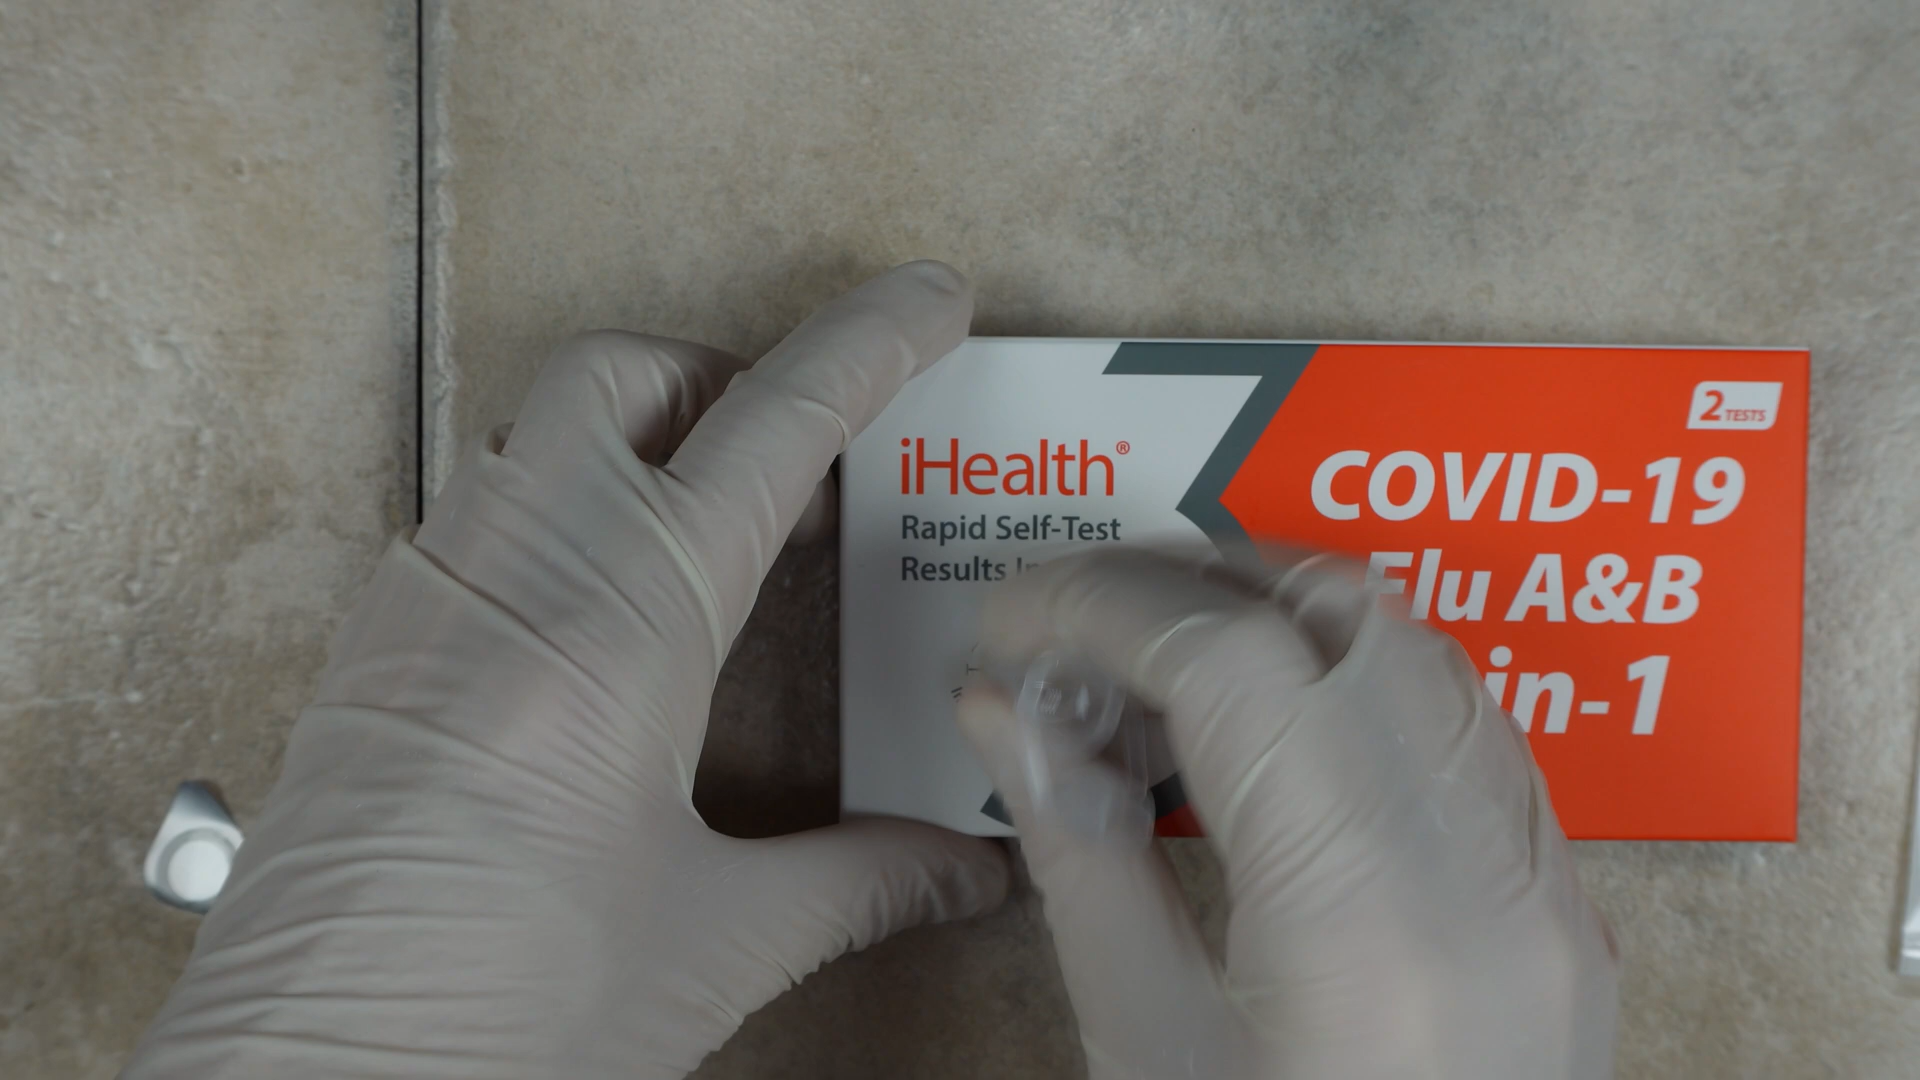 iHealth®
Rapid Self-Test
Results
2 TESTS
COVID-19
Flu A&B
in-1